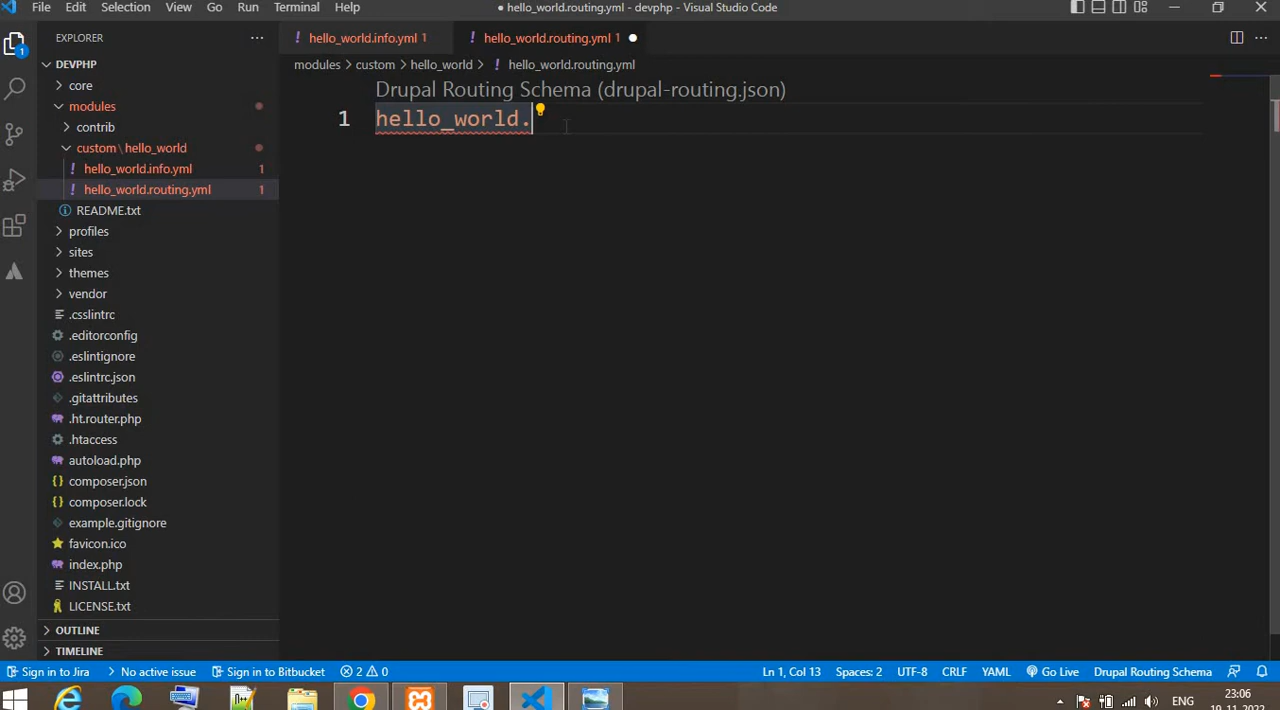 File Edit Selection View Go Run Terminal Help
● hello_world.routing.yml - devphp - Visual Studio Code
EXPLORER
DEVPHP
core
modules
contrib
custom\hello_world
hello_world.info.yml 1
hello_world.routing.yml 1
README.txt
profiles
sites
themes
vendor
.csslintrc
.editorconfig
.eslintignore
.eslintrc.json
.gitattributes
.ht.router.php
.htaccess
autoload.php
composer.json
composer.lock
example.gitignore
favicon.ico
index.php
INSTALL.txt
LICENSE.txt
OUTLINE
TIMELINE
! hello_world.info.yml 1
! hello_world.routing.yml 1 ●
modules > custom > hello_world > ! hello_world.routing.yml
Drupal Routing Schema (drupal-routing.json)
1 hello_world.
Sign in to Jira No active issue Sign in to Bitbucket 2 0 Ln 1, Col 13 Spaces: 2 UTF-8 CRLF YAML Go Live Drupal Routing Schema
ENG
23:06
19-11-2022